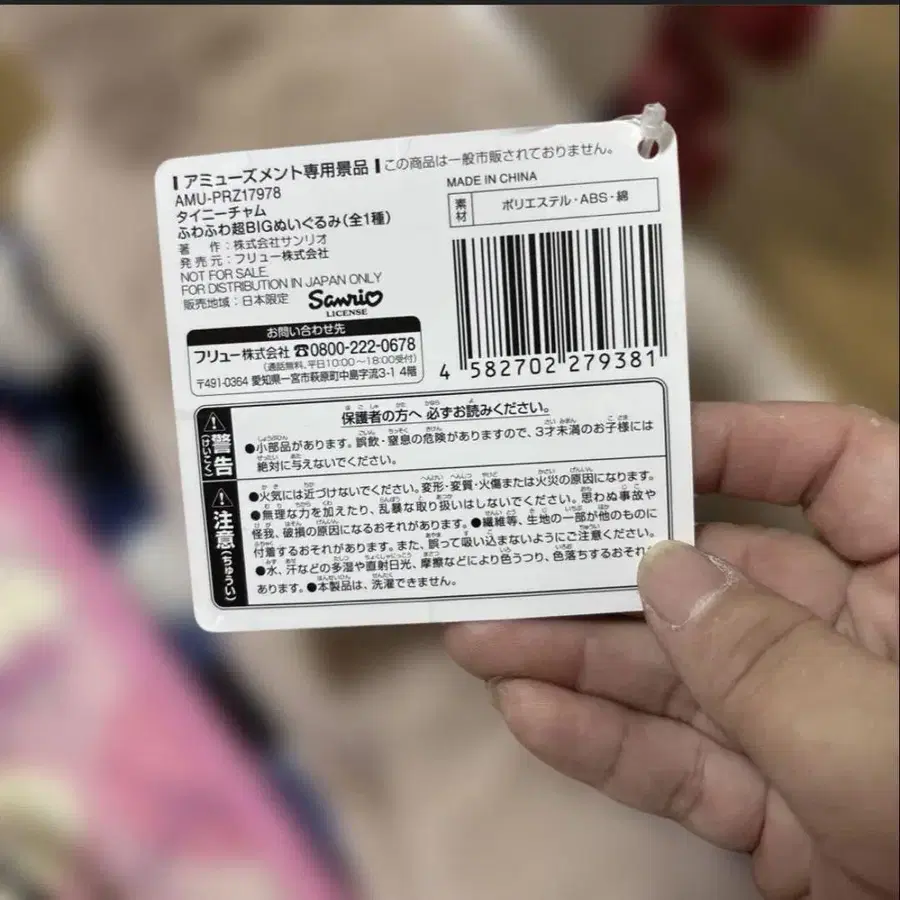 アミューズメント専用景品
この商品は一般市販されておりません。
AMU-PRZ17978
タイニーチャム
ふわふわ超BIGぬいぐるみ(全1種)
著 作:株式会社サンリオ
発売元:フリュー株式会社
NOT FOR SALE.
FOR DISTRIBUTION IN JAPAN ONLY
販売地域:日本限定
Sanrio
LICENSE
MADE IN CHINA
素材
ポリエステル・ABS・綿
4 582702 279381
お問い合わせ先
フリュー株式会社 ☎0800-222-0678
(通話無料、平日10:00〜18:00受付)
〒491-0364 愛知県一宮市萩原町中島字流3-1 4階
保護者の方へ 必ずお読みください。
⚠警告(けいこく)
●小部品があります。誤飲・窒息の危険がありますので、3才未満のお子様には
絶対に与えないでください。
⚠注意(ちゅうい)
●火気には近づけないでください。変形・変質・火傷または火災の原因になります。
●無理な力を加えたり、乱暴な取り扱いはしないでください。思わぬ事故や
怪我、破損の原因になるおそれがあります。●繊維等、生地の一部が他のものに
付着するおそれがあります。また、誤って吸い込まないようにご注意ください。
●水、汗などの多湿や直射日光、摩擦などにより色うつり、色落ちするおそれ
あります。●本製品は、洗濯できません。